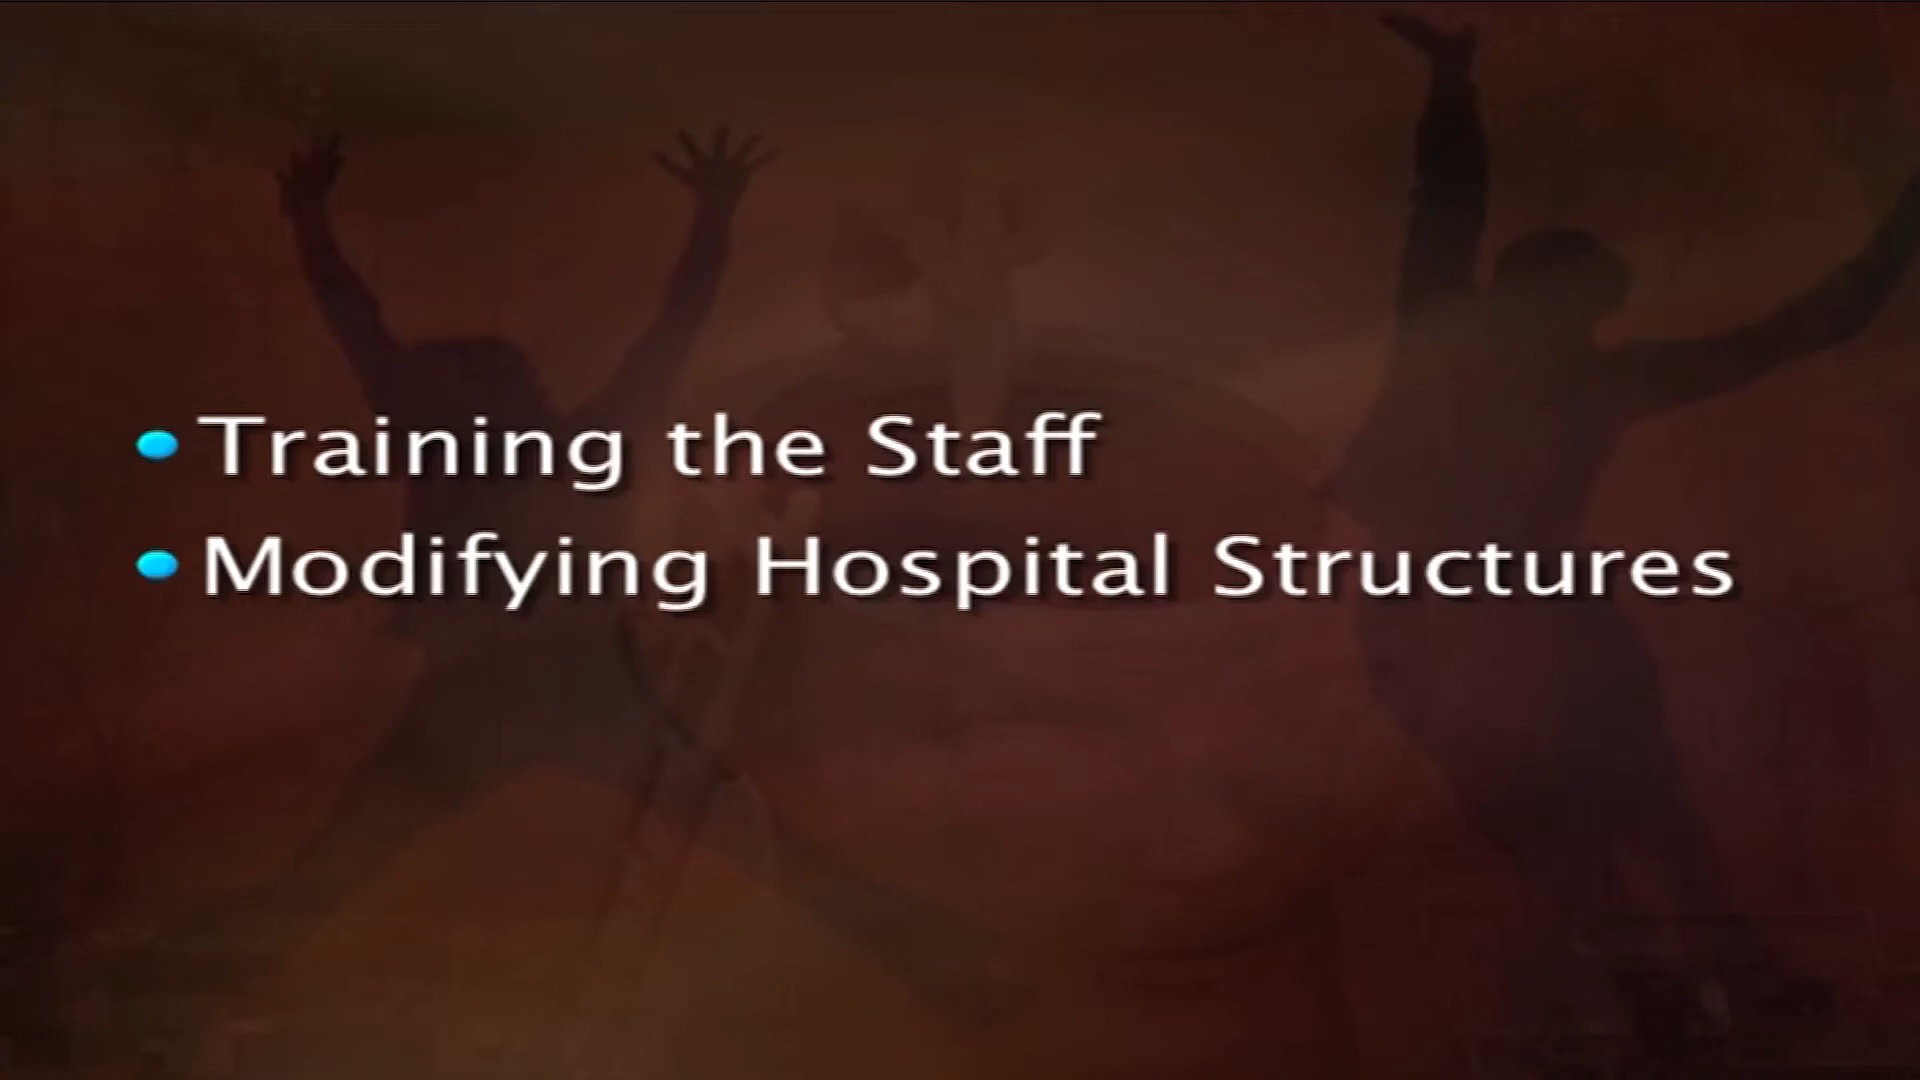 • Training the Staff
• Modifying Hospital Structures